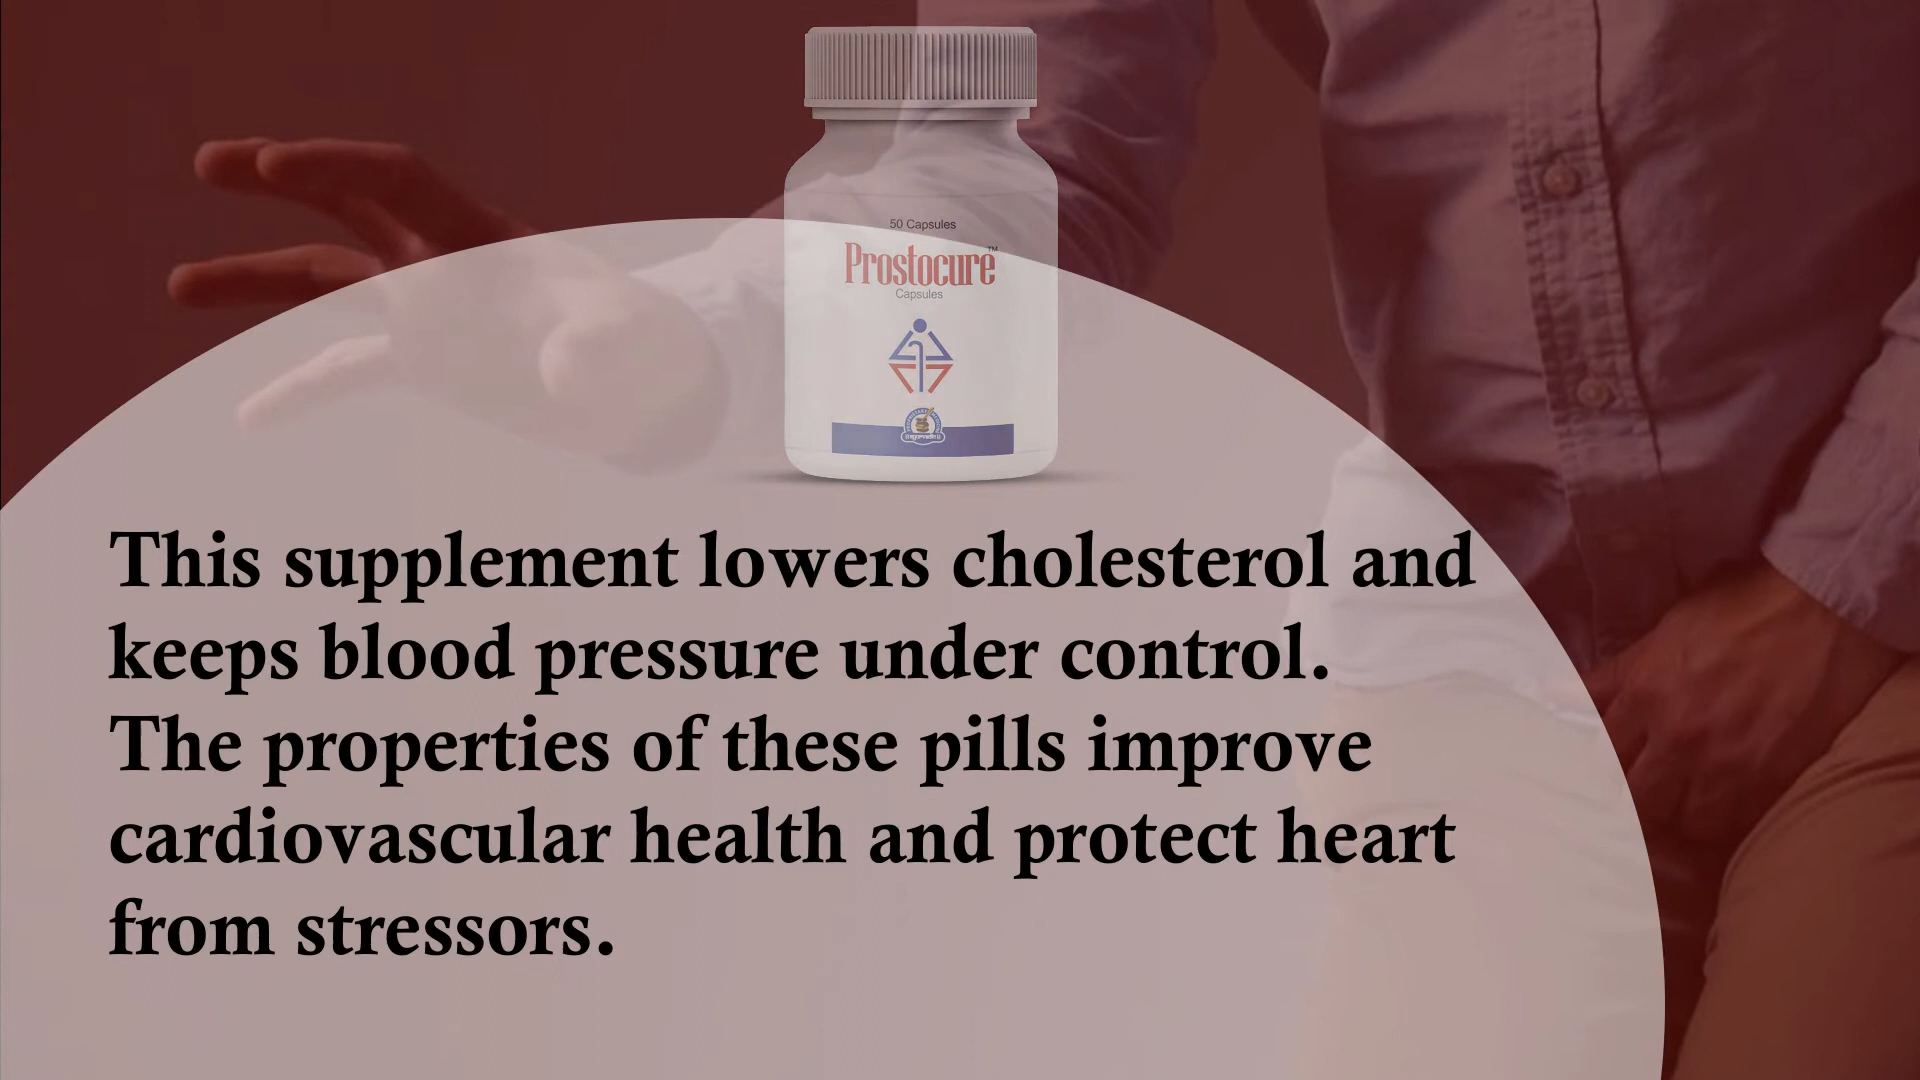 50 Capsules
Prostocure™
Capsules
This supplement lowers cholesterol and
keeps blood pressure under control.
The properties of these pills improve
cardiovascular health and protect heart
from stressors.